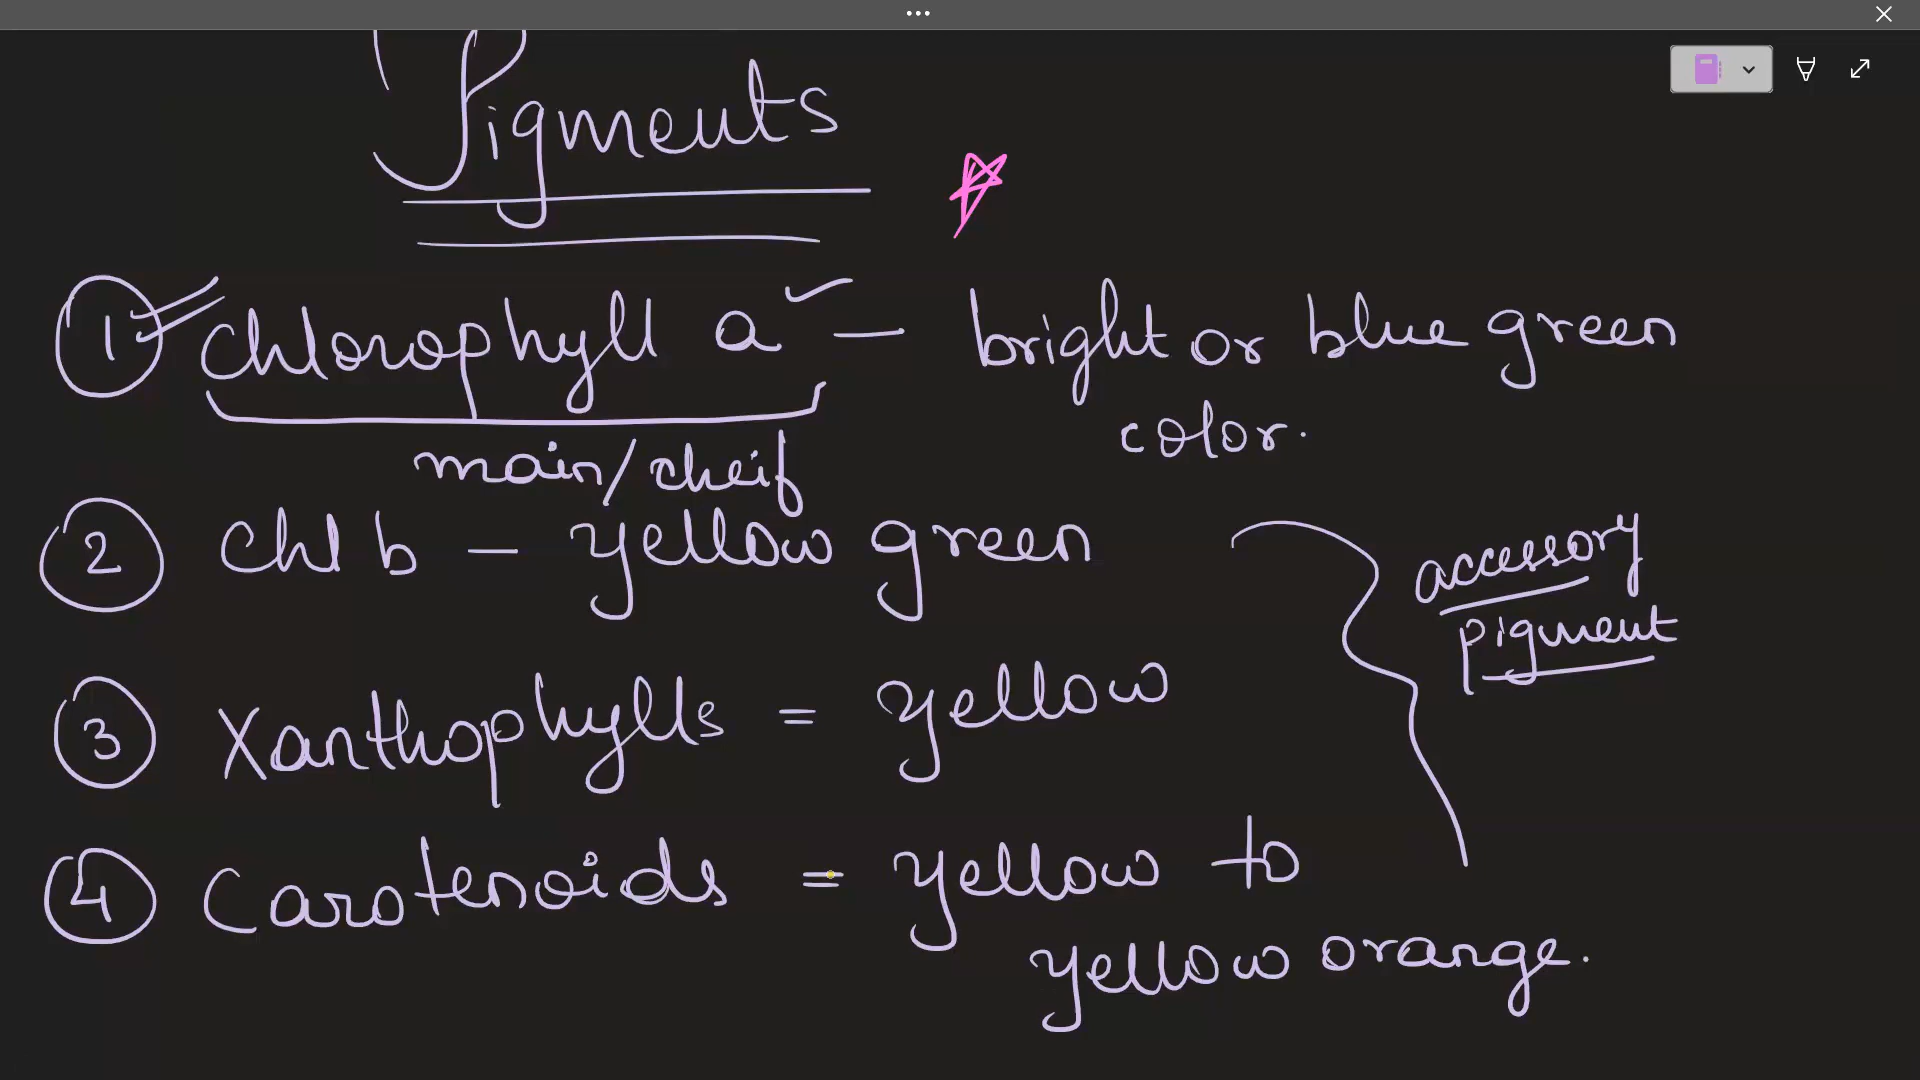 Pigments
① Chlorophyll a ✓ — bright or blue green
color.
main/cheif
② Chl b — yellow green
accessory
pigment
③ Xanthophylls = yellow
④ Carotenoids = yellow to
yellow orange.